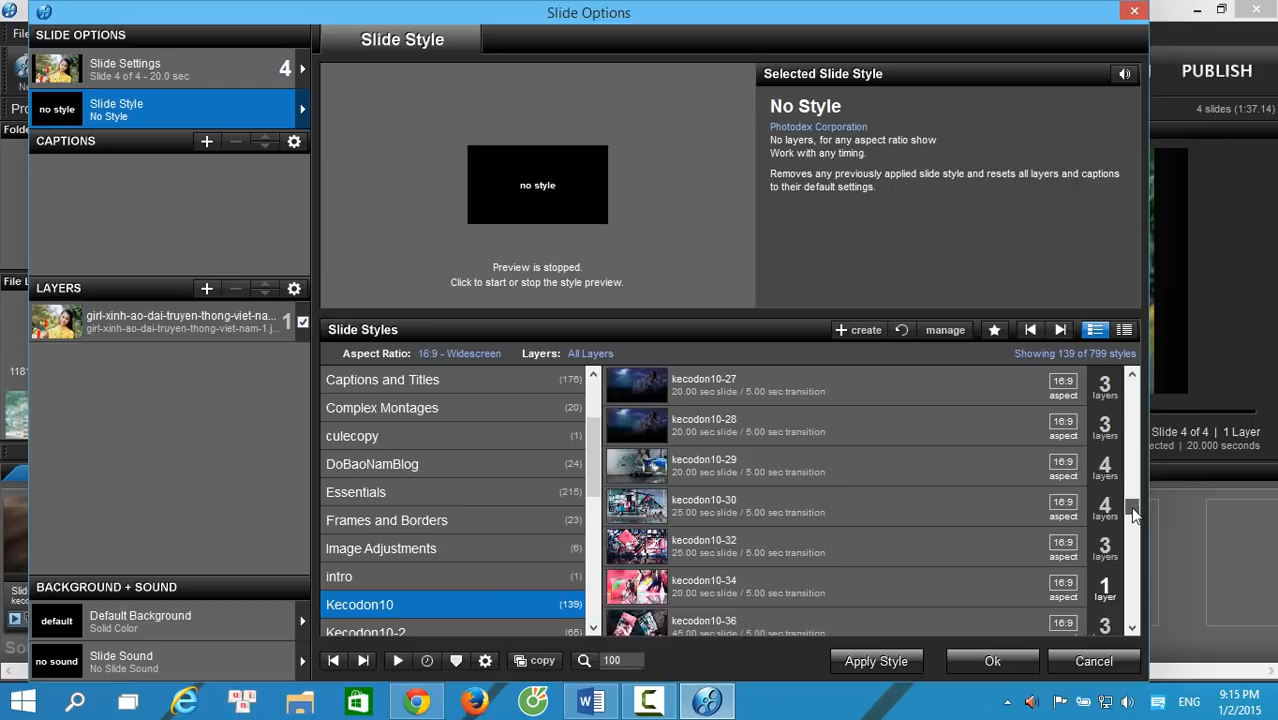 Slide Options
SLIDE OPTIONS
Slide Settings
Slide 4 of 4 - 20.0 sec
4
no style
Slide Style
No Style
CAPTIONS
LAYERS
girl-xinh-ao-dai-truyen-thong-viet-na...
girl-xinh-ao-dai-truyen-thong-viet-nam-1.j...
1
BACKGROUND + SOUND
default
Default Background
Solid Color
no sound
Slide Sound
No Slide Sound
Slide Style
no style
Preview is stopped.
Click to start or stop the style preview.
Selected Slide Style
No Style
Photodex Corporation
No layers, for any aspect ratio show
Work with any timing.
Removes any previously applied slide style and resets all layers and captions
to their default settings.
Slide Styles
create
manage
Aspect Ratio: 16:9 - Widescreen Layers: All Layers
Showing 139 of 799 styles
Captions and Titles (176)
Complex Montages (20)
culecopy (1)
DoBaoNamBlog (24)
Essentials (215)
Frames and Borders (23)
Image Adjustments (6)
intro (1)
Kecodon10 (139)
Kecodon10-2 (65)
kecodon10-27
20.00 sec slide / 5.00 sec transition
16:9 aspect 3 layers
kecodon10-28
20.00 sec slide / 5.00 sec transition
16:9 aspect 3 layers
kecodon10-29
20.00 sec slide / 5.00 sec transition
16:9 aspect 4 layers
kecodon10-30
25.00 sec slide / 5.00 sec transition
16:9 aspect 4 layers
kecodon10-32
25.00 sec slide / 5.00 sec transition
16:9 aspect 3 layers
kecodon10-34
20.00 sec slide / 5.00 sec transition
16:9 aspect 1 layer
kecodon10-36
45.00 sec slide / 5.00 sec transition
16:9 3
copy
100
Apply Style
Ok
Cancel
PUBLISH
4 slides (1:37.14)
Slide 4 of 4 | 1 Layer
20.000 seconds
ENG
9:15 PM
1/2/2015